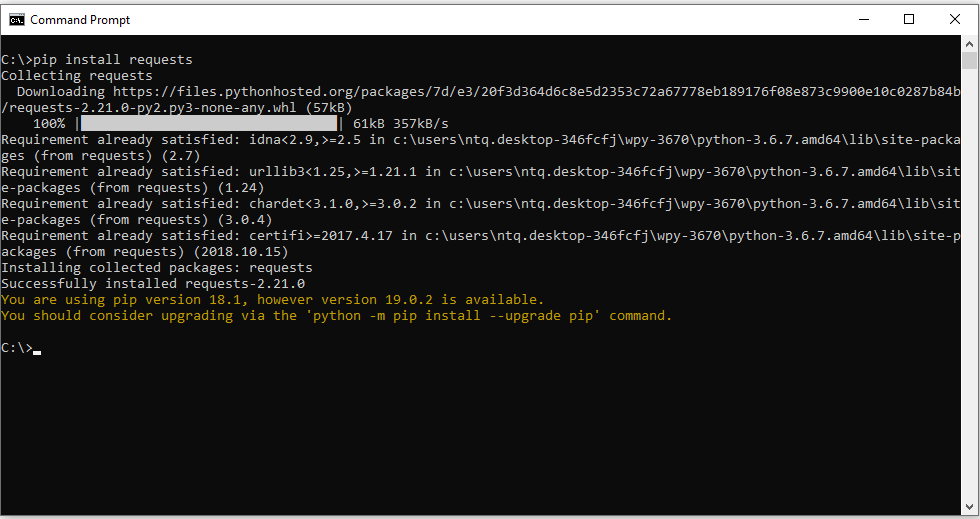 Command Prompt
C:\>pip install requests
Collecting requests
  Downloading https://files.pythonhosted.org/packages/7d/e3/20f3d364d6c8e5d2353c72a67778eb189176f08e873c9900e10c0287b84b
/requests-2.21.0-py2.py3-none-any.whl (57kB)
    100% |████████████████████████████████| 61kB 357kB/s
Requirement already satisfied: idna<2.9,>=2.5 in c:\users\ntq.desktop-346fcfj\wpy-3670\python-3.6.7.amd64\lib\site-packa
ges (from requests) (2.7)
Requirement already satisfied: urllib3<1.25,>=1.21.1 in c:\users\ntq.desktop-346fcfj\wpy-3670\python-3.6.7.amd64\lib\sit
e-packages (from requests) (1.24)
Requirement already satisfied: chardet<3.1.0,>=3.0.2 in c:\users\ntq.desktop-346fcfj\wpy-3670\python-3.6.7.amd64\lib\sit
e-packages (from requests) (3.0.4)
Requirement already satisfied: certifi>=2017.4.17 in c:\users\ntq.desktop-346fcfj\wpy-3670\python-3.6.7.amd64\lib\site-p
ackages (from requests) (2018.10.15)
Installing collected packages: requests
Successfully installed requests-2.21.0
You are using pip version 18.1, however version 19.0.2 is available.
You should consider upgrading via the 'python -m pip install --upgrade pip' command.
C:\>